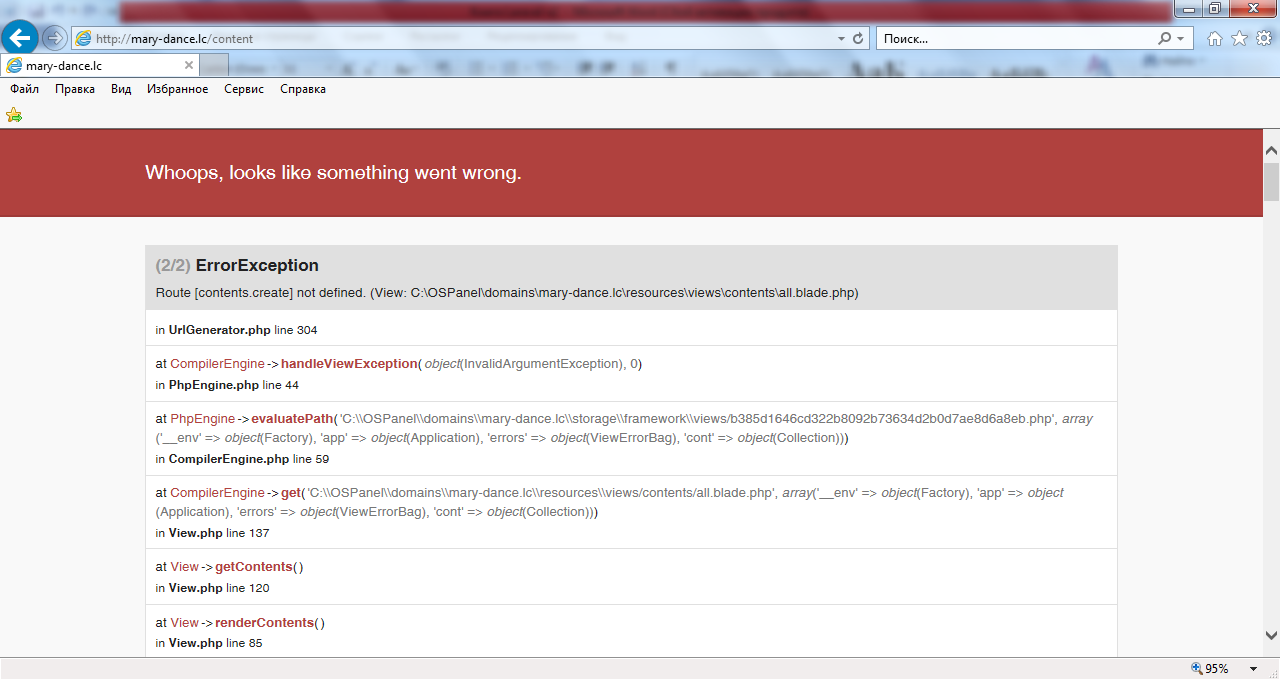 http://mary-dance.lc/content
Поиск...
mary-dance.lc
Файл Правка Вид Избранное Сервис Справка
Whoops, looks like something went wrong.
(2/2) ErrorException
Route [contents.create] not defined. (View: C:\OSPanel\domains\mary-dance.lc\resources\views\contents\all.blade.php)
in UrlGenerator.php line 304
at CompilerEngine->handleViewException(object(InvalidArgumentException), 0)
in PhpEngine.php line 44
at PhpEngine->evaluatePath('C:\\OSPanel\\domains\\mary-dance.lc\\storage\\framework\\views/b385d1646cd322b8092b73634d2b0d7ae8d6a8eb.php', array
('__env' => object(Factory), 'app' => object(Application), 'errors' => object(ViewErrorBag), 'cont' => object(Collection)))
in CompilerEngine.php line 59
at CompilerEngine->get('C:\\OSPanel\\domains\\mary-dance.lc\\resources\\views/contents/all.blade.php', array('__env' => object(Factory), 'app' => object
(Application), 'errors' => object(ViewErrorBag), 'cont' => object(Collection)))
in View.php line 137
at View->getContents()
in View.php line 120
at View->renderContents()
in View.php line 85
95%